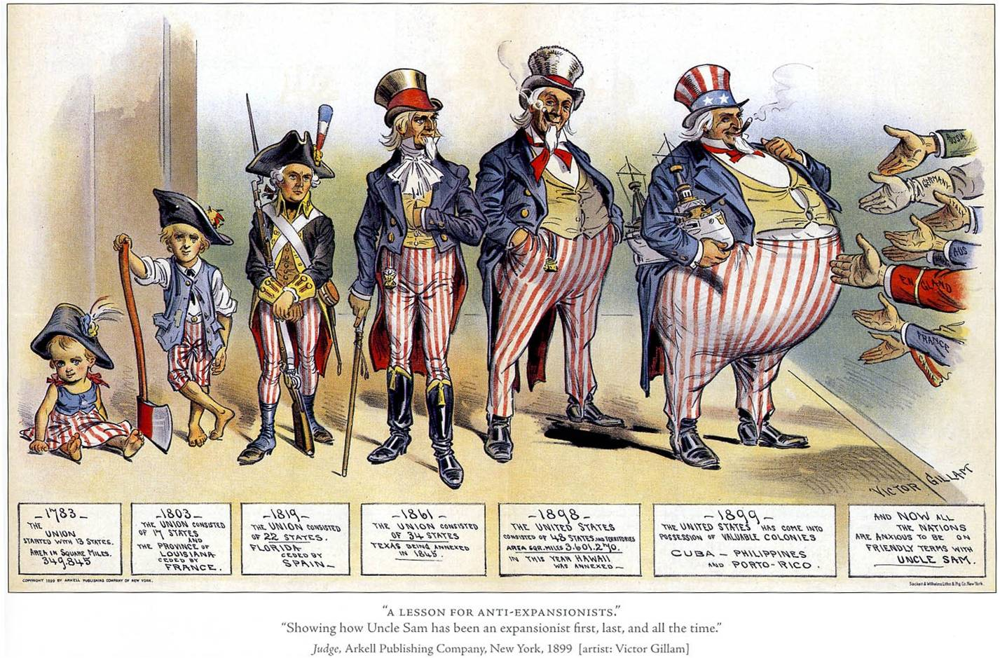 RUSSIA
GERMANY
ITALY
AUS
ENGLAND
FRANCE
VICTOR GILLAM
-1783-
THE
UNION
STARTED WITH 13 STATES.
AREA IN SQUARE MILES.
349.845
-1803-
THE UNION CONSISTED
OF 17 STATES
AND
THE PROVINCE OF
LOUISIANA
CEDED BY
FRANCE.
-1819-
THE UNION CONSISTED
OF 22 STATES.
FLORIDA
CEDED BY
SPAIN-
-1861-
THE UNION CONSISTED
OF 34 STATES
TEXAS BEING ANNEXED
IN 1845.
-1898-
THE UNITED STATES
CONSISTED OF 48 STATES AND TERRITORIES
AREA SQR. MILES 3.601.270.
IN THIS YEAR HAWAII
WAS ANNEXED-
-1899-
THE UNITED STATES HAS COME INTO
POSSESSION OF VALUABLE COLONIES
CUBA - PHILIPPINES
AND PORTO-RICO.
AND NOW ALL
THE NATIONS
ARE ANXIOUS TO BE ON
FRIENDLY TERMS WITH
UNCLE SAM.
COPYRIGHT 1899 BY ARKELL PUBLISHING COMPANY OF NEW YORK.
Sackett & Wilhelms Litho & Ptg Co. New York.
“A LESSON FOR ANTI-EXPANSIONISTS.”
“Showing how Uncle Sam has been an expansionist first, last, and all the time.”
Judge, Arkell Publishing Company, New York, 1899 [artist: Victor Gillam]